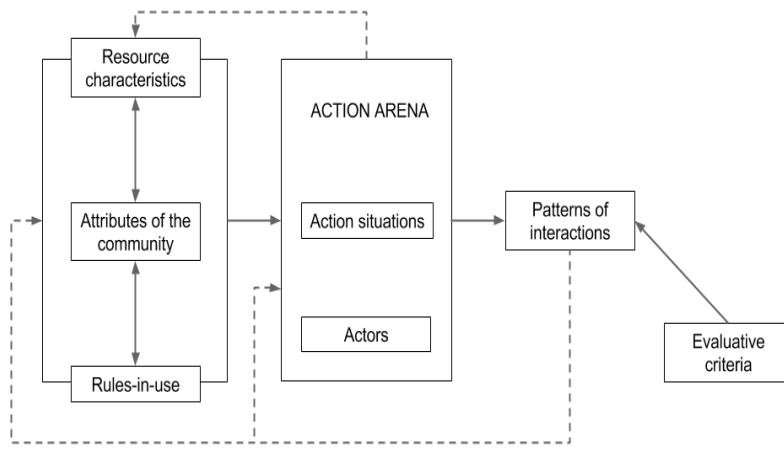 Resource
characteristics
ACTION ARENA
Attributes of the
community
Action situations
Patterns of
interactions
Actors
Evaluative
criteria
Rules-in-use